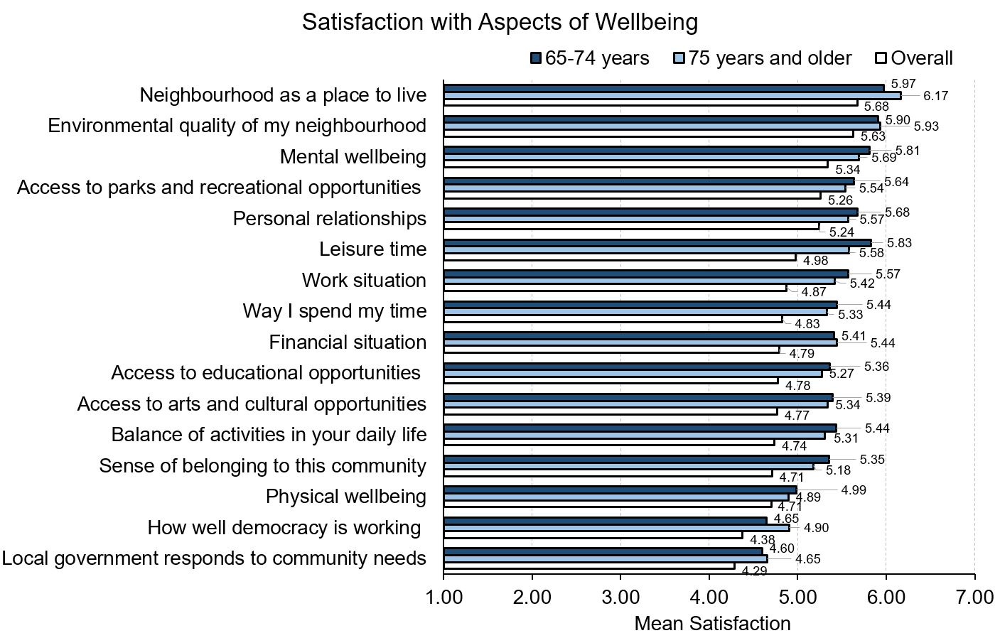 Satisfaction with Aspects of Wellbeing
65-74 years 75 years and older Overall
Neighbourhood as a place to live 5.97 6.17 5.68
Environmental quality of my neighbourhood 5.90 5.93 5.63
Mental wellbeing 5.81 5.69 5.34
Access to parks and recreational opportunities 5.64 5.54 5.26
Personal relationships 5.68 5.57 5.24
Leisure time 5.83 5.58 4.98
Work situation 5.57 5.42 4.87
Way I spend my time 5.44 5.33 4.83
Financial situation 5.41 5.44 4.79
Access to educational opportunities 5.36 5.27 4.78
Access to arts and cultural opportunities 5.39 5.34 4.77
Balance of activities in your daily life 5.44 5.31 4.74
Sense of belonging to this community 5.35 5.18 4.71
Physical wellbeing 4.99 4.89 4.71
How well democracy is working 4.65 4.90 4.38
Local government responds to community needs 4.60 4.65 4.29
1.00 2.00 3.00 4.00 5.00 6.00 7.00
Mean Satisfaction